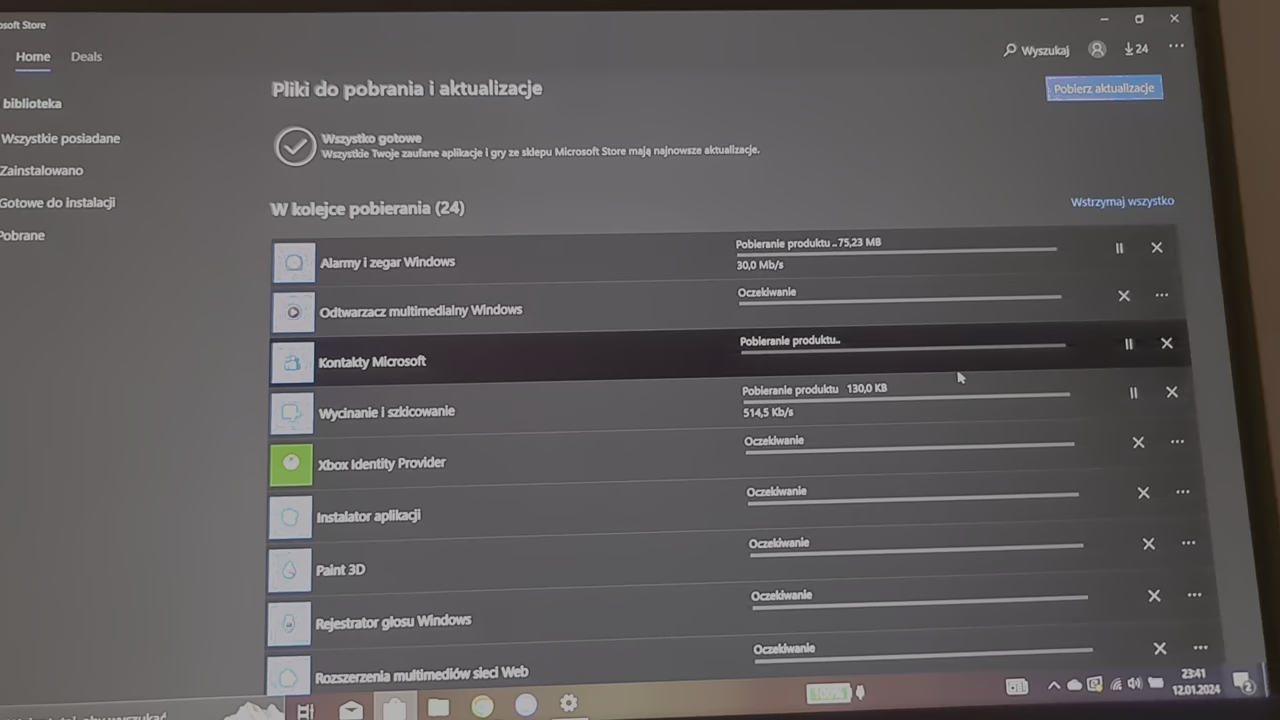 osoft Store
Home Deals
Wyszukaj 24
biblioteka
Wszystkie posiadane
Zainstalowano
Gotowe do instalacji
Pobrane
Pliki do pobrania i aktualizacje
Pobierz aktualizacje
Wszystko gotowe
Wszystkie Twoje zaufane aplikacje i gry ze sklepu Microsoft Store mają najnowsze aktualizacje.
W kolejce pobierania (24)
Wstrzymaj wszystko
Alarmy i zegar Windows
Pobieranie produktu .. 75,23 MB
30,0 Mb/s
Odtwarzacz multimedialny Windows
Oczekiwanie
Kontakty Microsoft
Pobieranie produktu..
Wycinanie i szkicowanie
Pobieranie produktu 130,0 KB
514,5 Kb/s
Xbox Identity Provider
Oczekiwanie
Instalator aplikacji
Oczekiwanie
Paint 3D
Oczekiwanie
Rejestrator głosu Windows
Oczekiwanie
Rozszerzenia multimediów sieci Web
Oczekiwanie
aby wyszukać
100%
23:41
12.01.2024
2